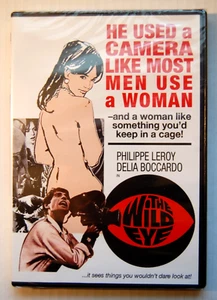 HE USED a
CAMERA
LIKE MOST
MEN USE
a WOMAN
–and a woman like
something you'd
keep in a cage!
PHILIPPE LEROY
DELIA BOCCARDO
in
THE
WILD
EYE
...it sees things you wouldn't dare look at!